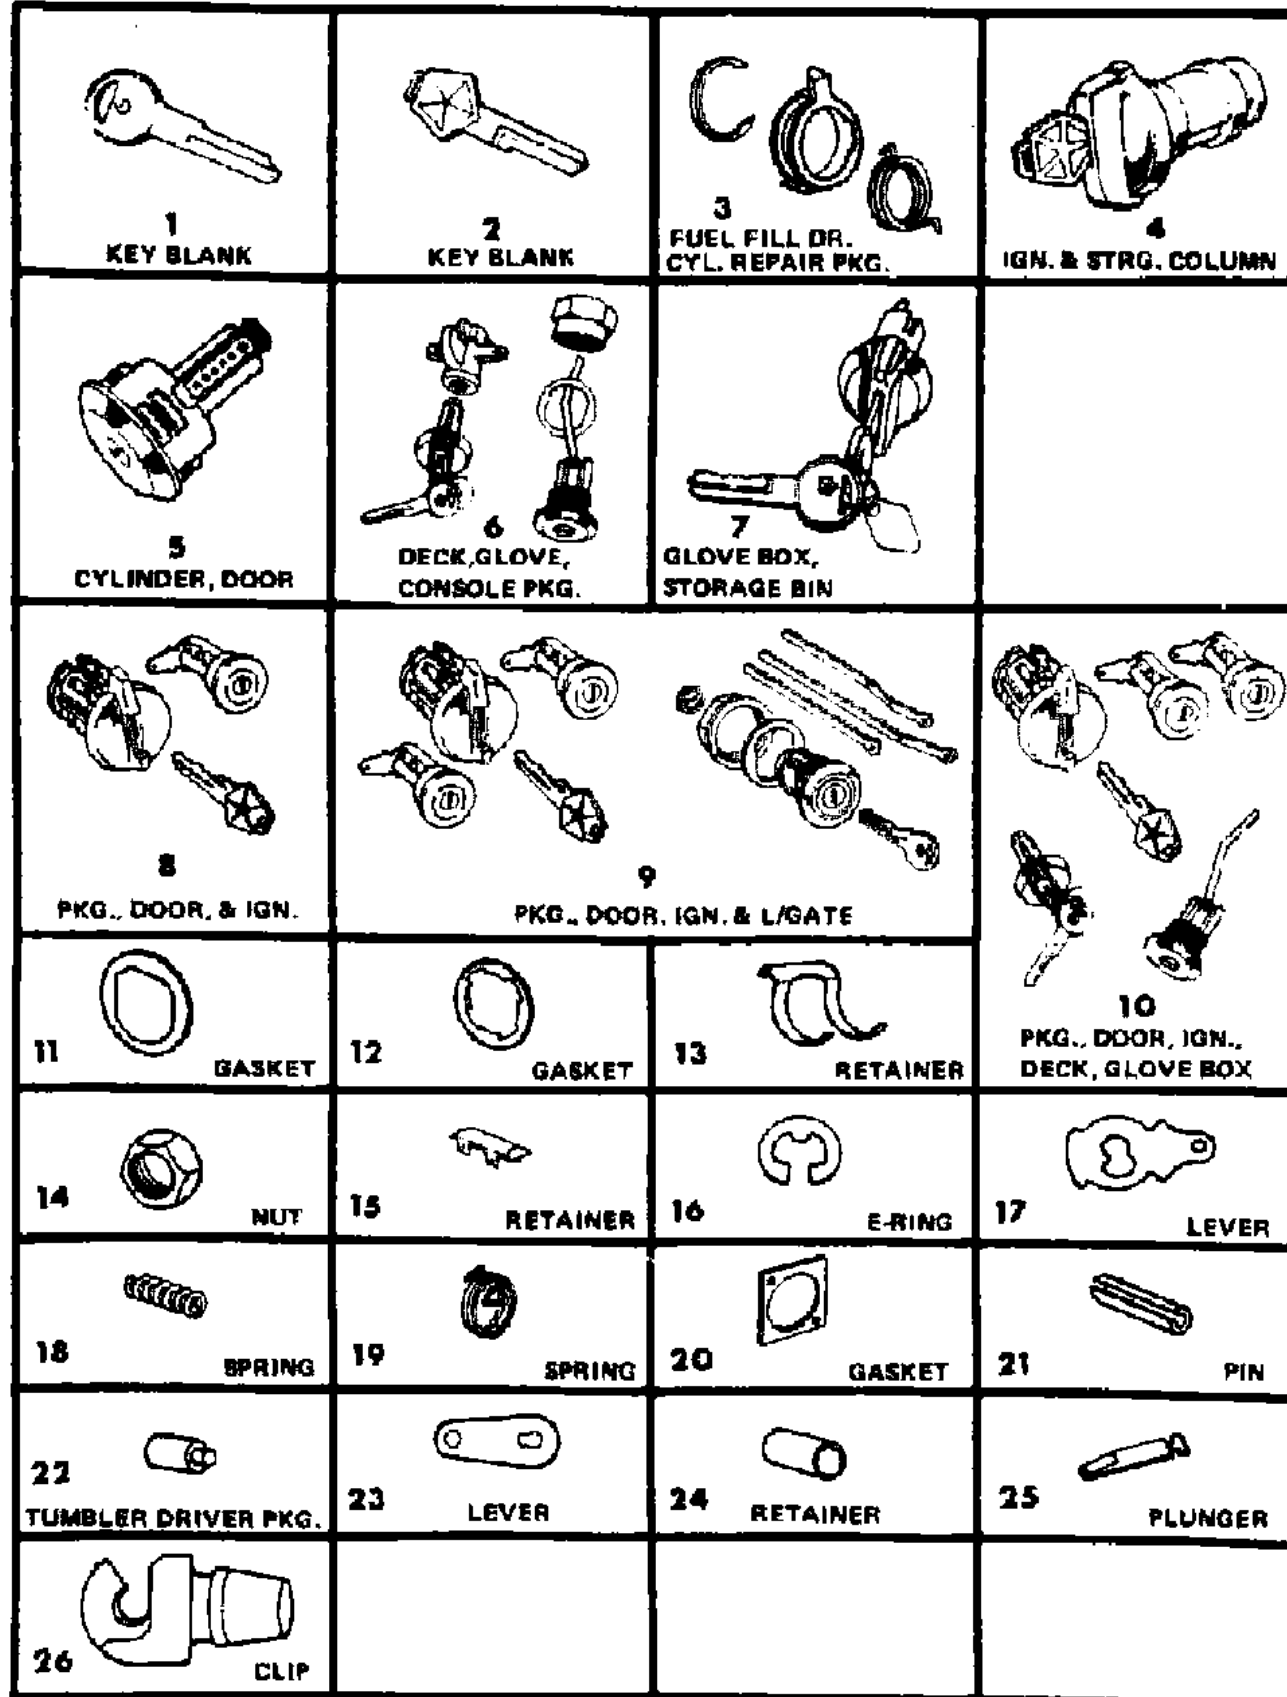 1
KEY BLANK
2
KEY BLANK
3
FUEL FILL DR.
CYL. REPAIR PKG.
4
IGN. & STRG. COLUMN
5
CYLINDER, DOOR
6
DECK, GLOVE,
CONSOLE PKG.
7
GLOVE BOX,
STORAGE BIN
8
PKG., DOOR, & IGN.
9
PKG., DOOR, IGN. & L/GATE
10
PKG., DOOR, IGN.,
DECK, GLOVE BOX
11
GASKET
12
GASKET
13
RETAINER
14
NUT
15
RETAINER
16
E-RING
17
LEVER
18
SPRING
19
SPRING
20
GASKET
21
PIN
22
TUMBLER DRIVER PKG.
23
LEVER
24
RETAINER
25
PLUNGER
26
CLIP